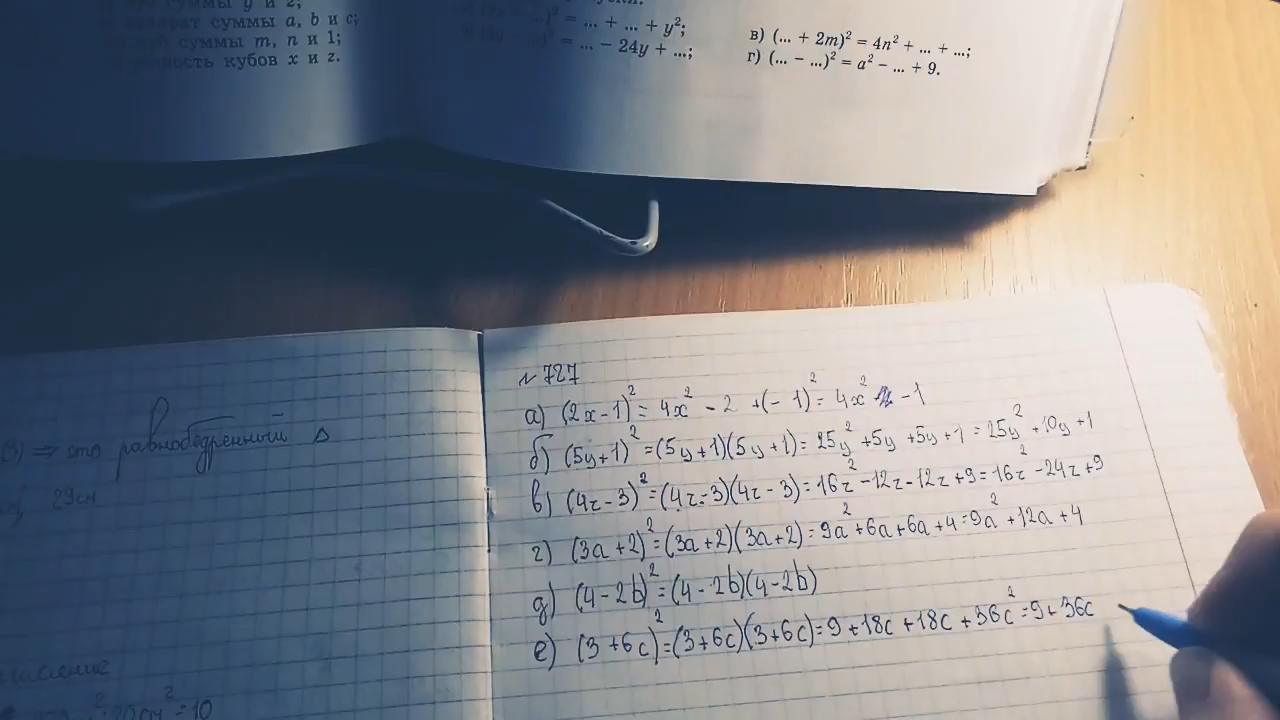 суммы y и z;
суммы a, b и c;
суммы m, n и 1;
кубов x и z.
= ... + ... + y²;
= ... − 24y + ...;
в) (... + 2m)² = 4n² + ... + ...;
г) (... − ...)² = a² − ... + 9.
⇒ это равнобедренный Δ
29см
10
N 727
а) (2x-1)² = 4x² - 2 +(-1)² = 4x² -1
б) (5y+1)² = (5y+1)(5y+1) = 25y² +5y +5y+1 = 25y² +10y +1
в) (4z-3)² = (4z-3)(4z-3) = 16z² -12z-12z+9 = 16z² -24z+9
г) (3a+2)² = (3a+2)(3a+2) = 9a² +6a+6a+4 = 9a² +12a +4
д) (4-2b)² = (4-2b)(4-2b)
е) (3+6c)² = (3+6c)(3+6c) = 9 +18c +18c +36c² = 9+36c